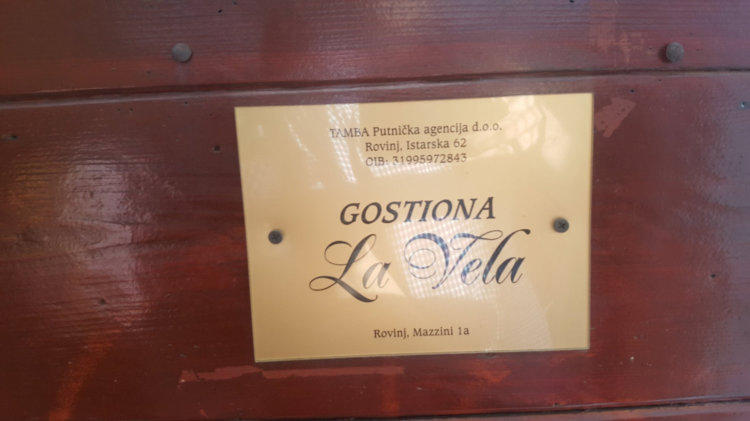 TAMBA Putnička agencija d.o.o.
Rovinj, Istarska 62
OIB: 31995972843
GOSTIONA
La Vela
Rovinj, Mazzini 1a